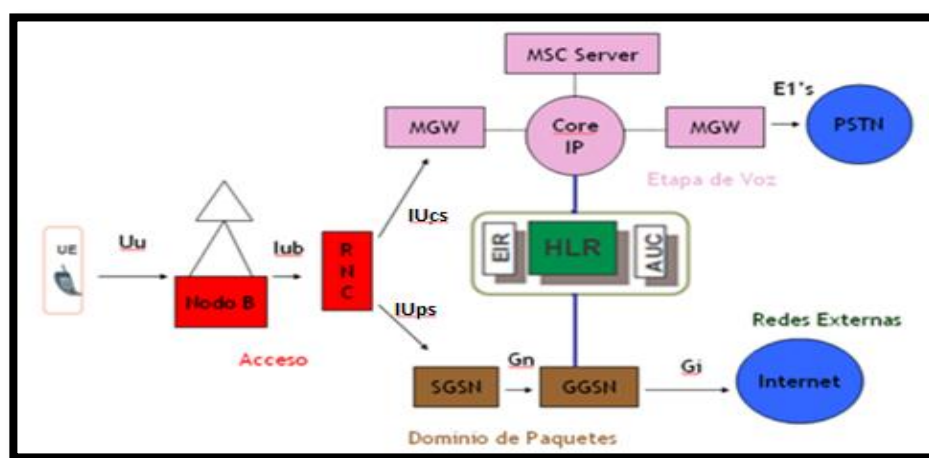 MSC Server
E1's
MGW
Core
IP
MGW
PSTN
Etapa de Voz
IUcs
UE
Uu
Iub
R
N
C
EIR
HLR
AUC
Nodo B
IUps
Acceso
Redes Externas
Gn
Gi
SGSN
GGSN
Internet
Dominio de Paquetes